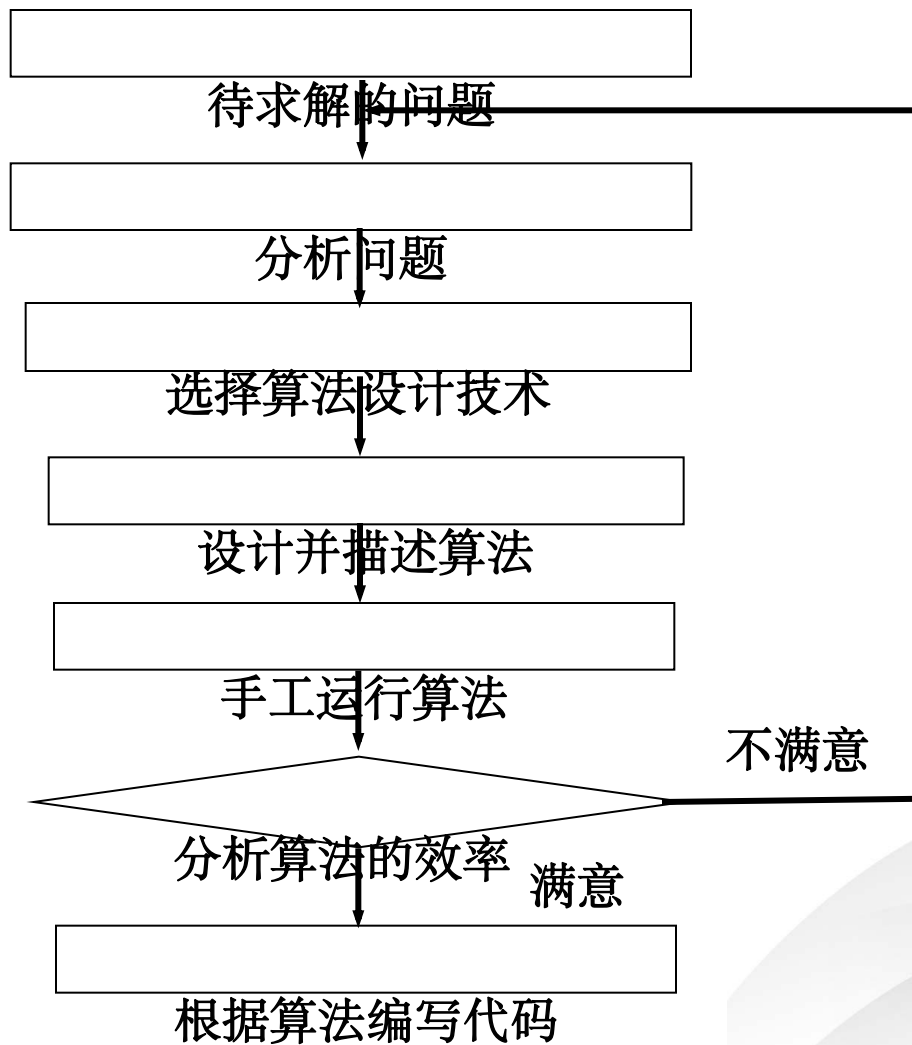 待求解的问题
分析问题
选择算法设计技术
设计并描述算法
手工运行算法
不满意
分析算法的效率
满意
根据算法编写代码